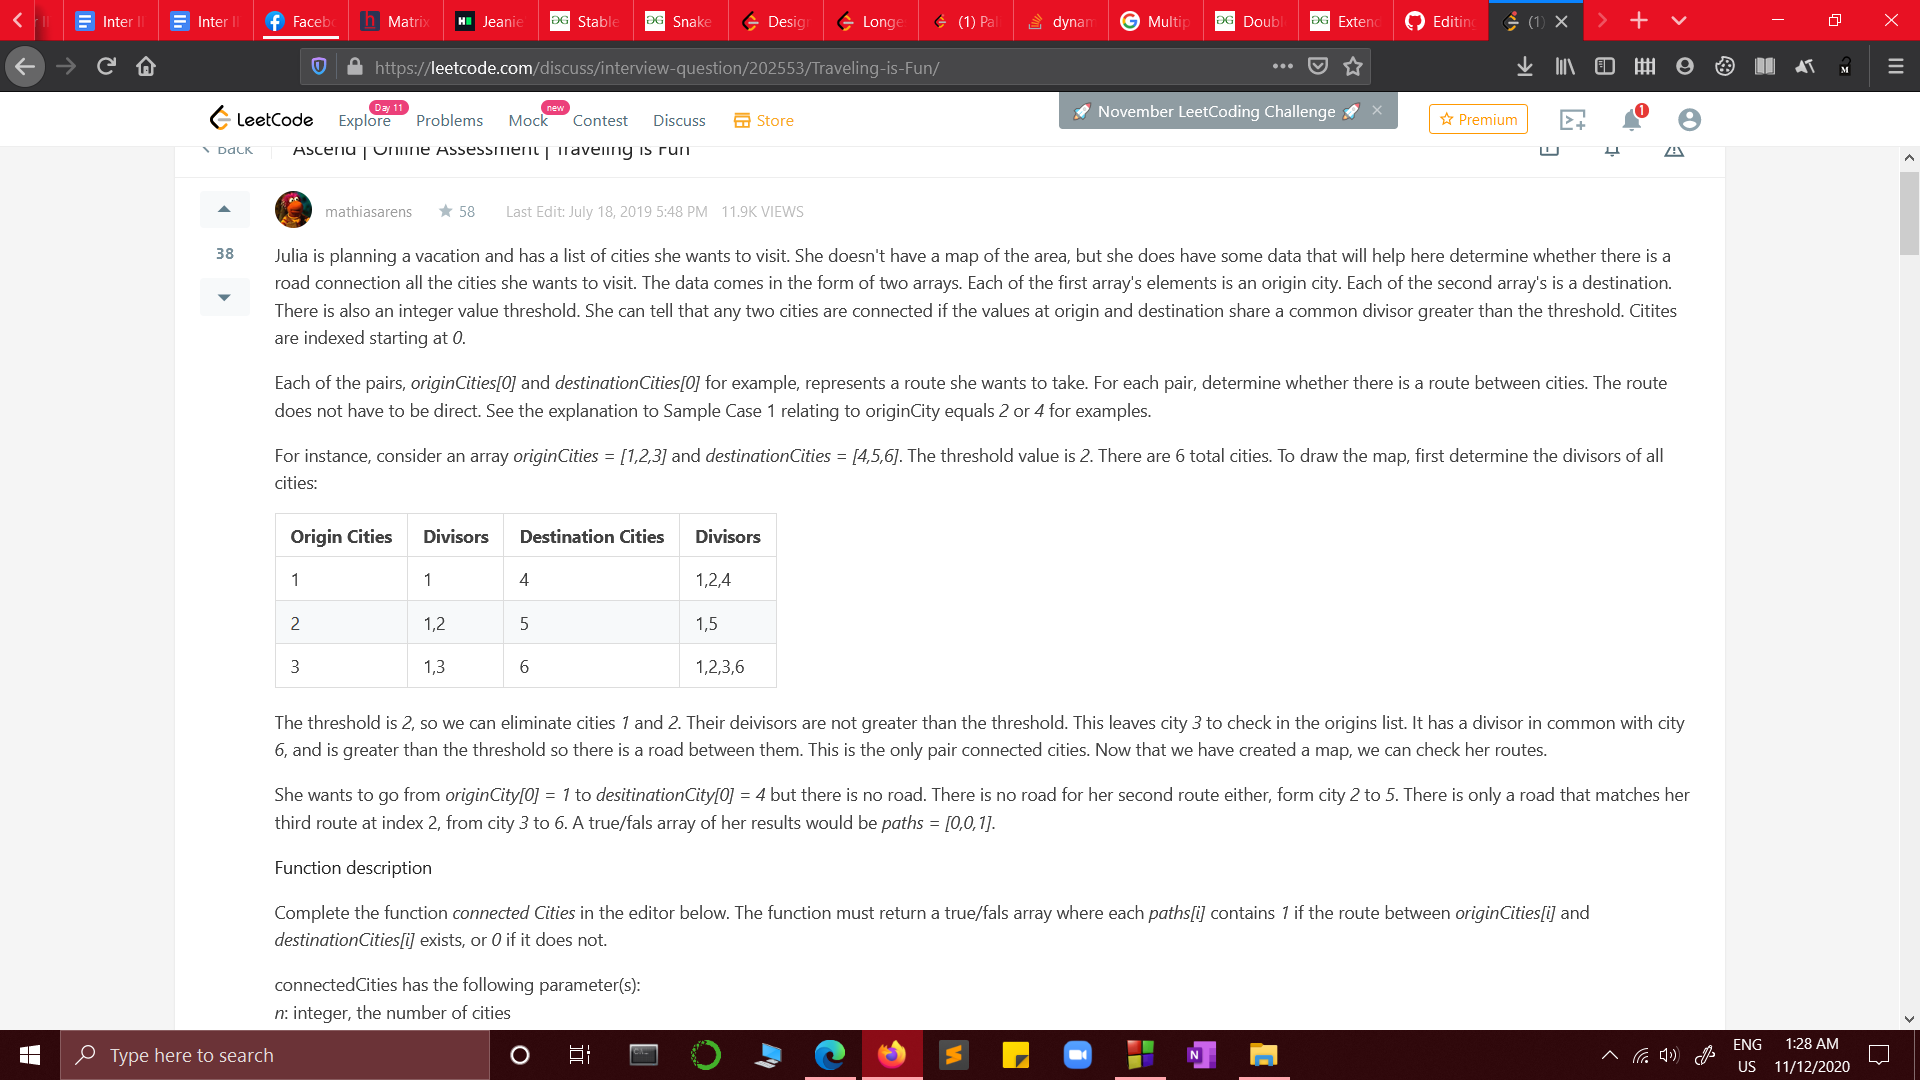 Inter II
Inter II
Faceb
Matrix
Jeanie
Stable
Snake
Desig
Longe
(1) Pal
dynam
Multip
Doubl
Extend
Editin
(1)
https://leetcode.com/discuss/interview-question/202553/Traveling-is-Fun/
LeetCode
Explore
Day 11
Problems
Mock
new
Contest
Discuss
Store
🚀 November LeetCoding Challenge 🚀
Premium
1
Back
Ascend | Online Assessment | Traveling is Fun
mathiasarens
58
Last Edit: July 18, 2019 5:48 PM
11.9K VIEWS
38
Julia is planning a vacation and has a list of cities she wants to visit. She doesn't have a map of the area, but she does have some data that will help here determine whether there is a
road connection all the cities she wants to visit. The data comes in the form of two arrays. Each of the first array's elements is an origin city. Each of the second array's is a destination.
There is also an integer value threshold. She can tell that any two cities are connected if the values at origin and destination share a common divisor greater than the threshold. Citites
are indexed starting at 0.
Each of the pairs, originCities[0] and destinationCities[0] for example, represents a route she wants to take. For each pair, determine whether there is a route between cities. The route
does not have to be direct. See the explanation to Sample Case 1 relating to originCity equals 2 or 4 for examples.
For instance, consider an array originCities = [1,2,3] and destinationCities = [4,5,6]. The threshold value is 2. There are 6 total cities. To draw the map, first determine the divisors of all
cities:
Origin Cities Divisors Destination Cities Divisors
1 1 4 1,2,4
2 1,2 5 1,5
3 1,3 6 1,2,3,6
The threshold is 2, so we can eliminate cities 1 and 2. Their deivisors are not greater than the threshold. This leaves city 3 to check in the origins list. It has a divisor in common with city
6, and is greater than the threshold so there is a road between them. This is the only pair connected cities. Now that we have created a map, we can check her routes.
She wants to go from originCity[0] = 1 to desitinationCity[0] = 4 but there is no road. There is no road for her second route either, form city 2 to 5. There is only a road that matches her
third route at index 2, from city 3 to 6. A true/fals array of her results would be paths = [0,0,1].
Function description
Complete the function connected Cities in the editor below. The function must return a true/fals array where each paths[i] contains 1 if the route between originCities[i] and
destinationCities[i] exists, or 0 if it does not.
connectedCities has the following parameter(s):
n: integer, the number of cities
Type here to search
ENG
US
1:28 AM
11/12/2020